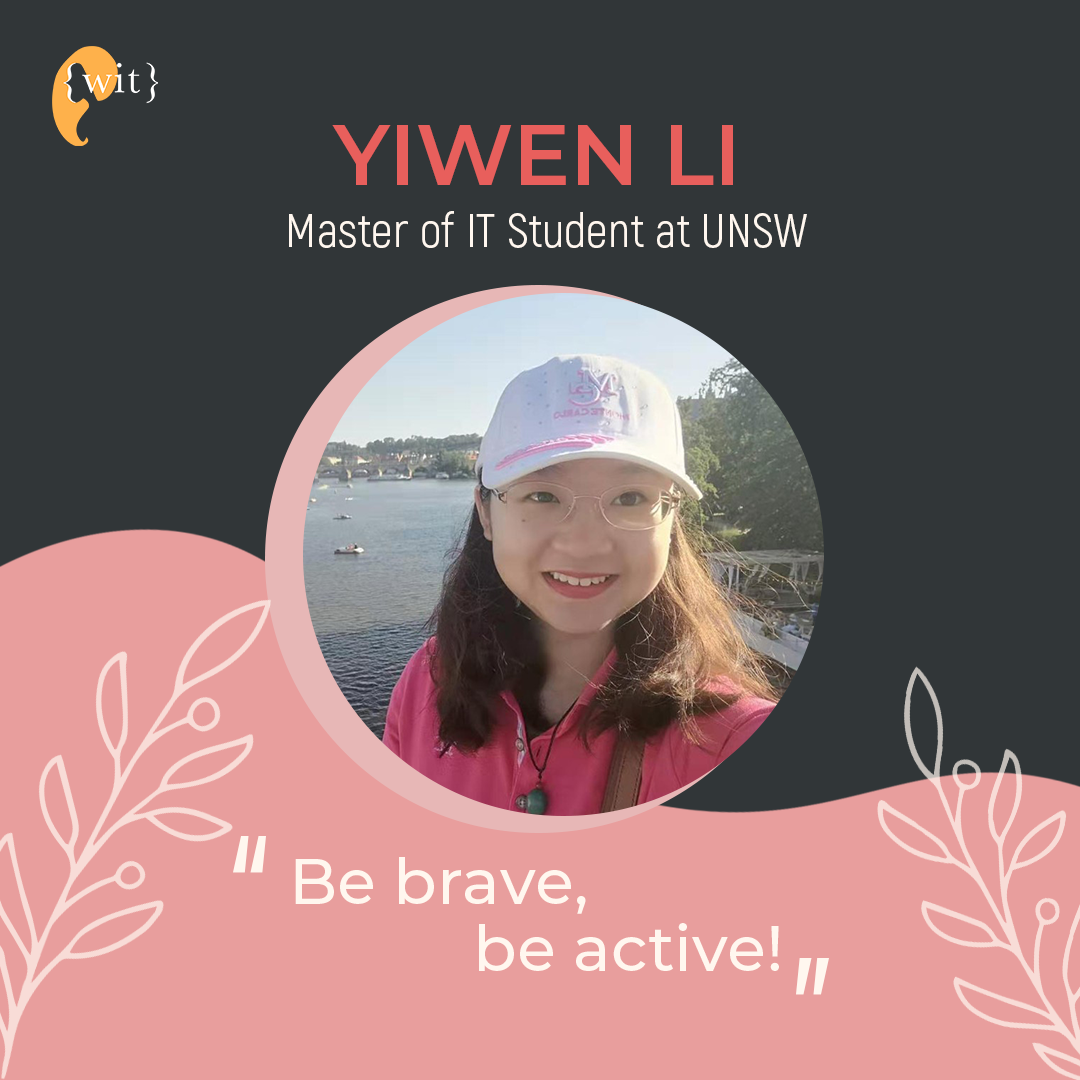 {wit}
YIWEN LI
Master of IT Student at UNSW
" Be brave,
be active! "